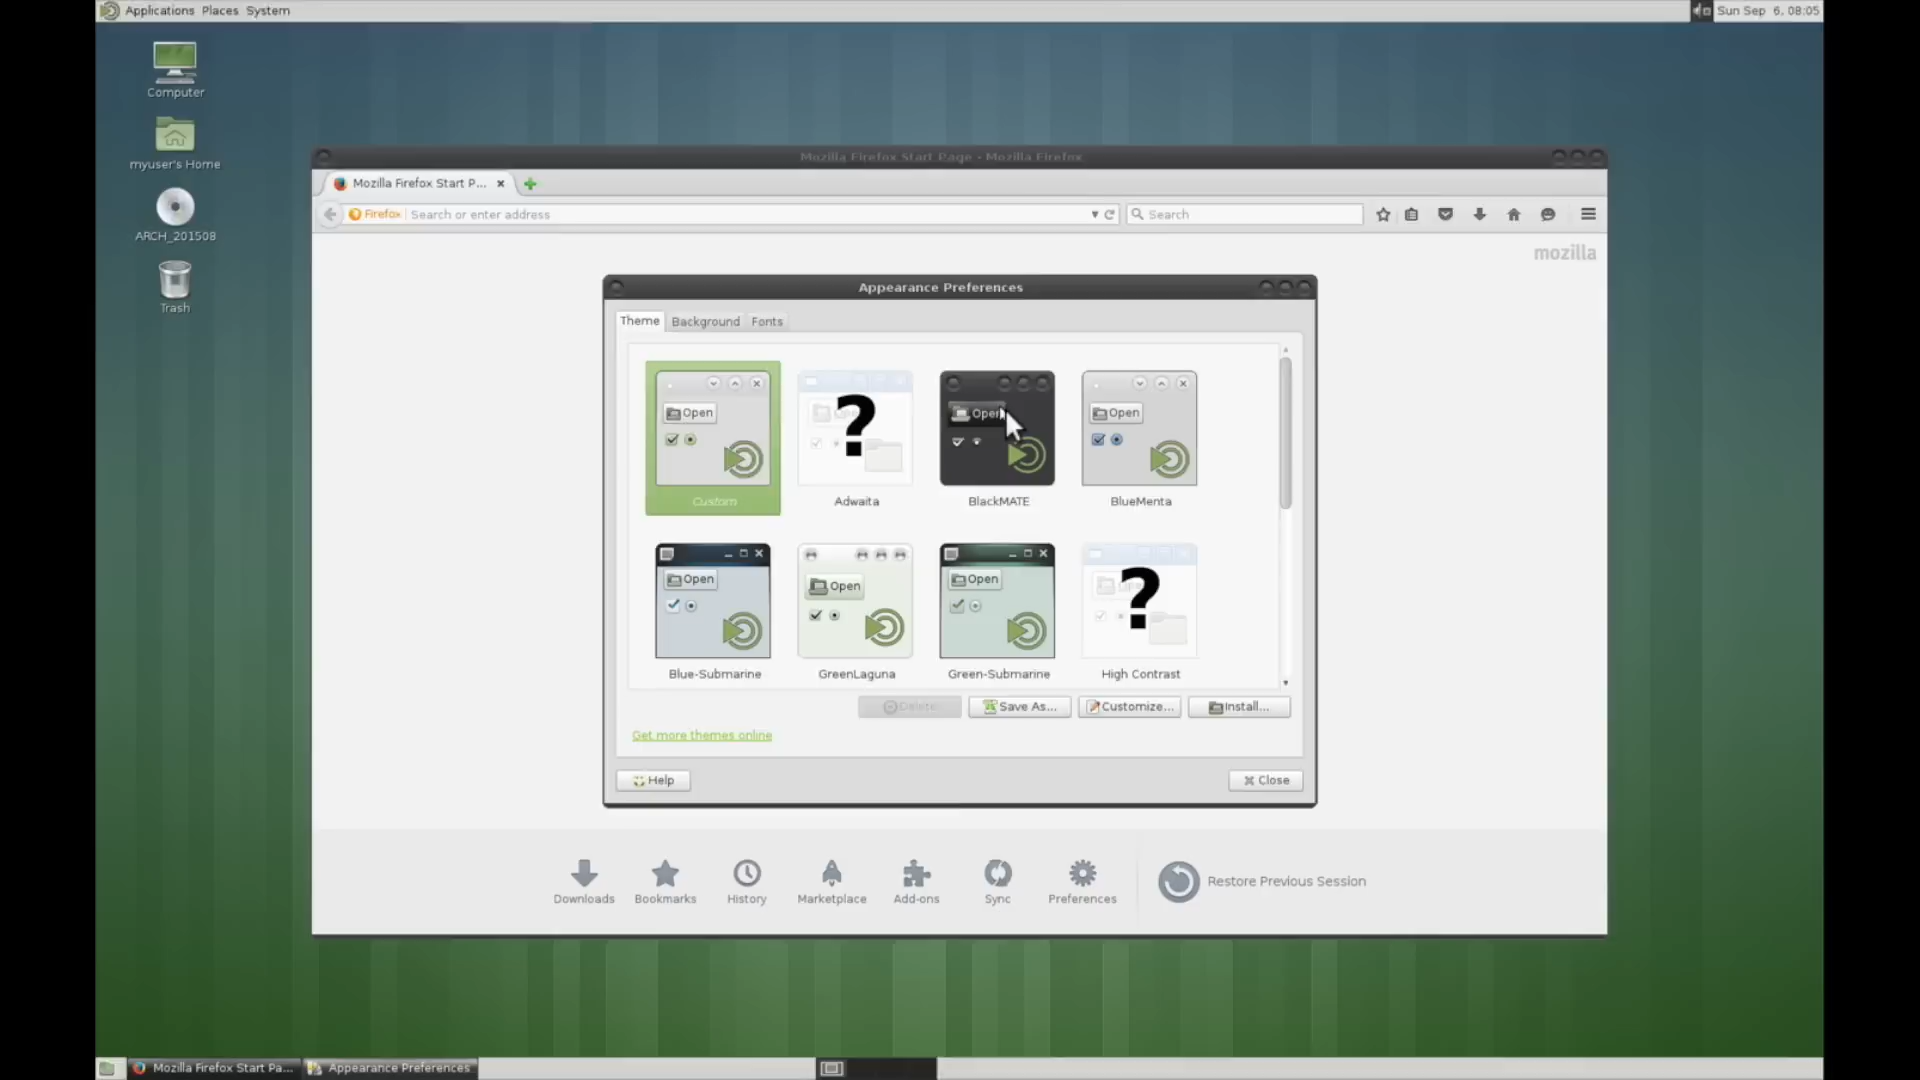 Applications Places System
Sun Sep 6, 08:05
Computer
myuser's Home
ARCH_201508
Trash
Mozilla Firefox Start Page - Mozilla Firefox
Mozilla Firefox Start P...
Firefox Search or enter address
Search
mozilla
Appearance Preferences
Theme Background Fonts
Open Open Open
Custom Adwaita BlackMATE BlueMenta
Open Open Open
Blue-Submarine GreenLaguna Green-Submarine High Contrast
Delete Save As... Customize... Install...
Get more themes online
Help Close
Downloads Bookmarks History Marketplace Add-ons Sync Preferences
Restore Previous Session
Mozilla Firefox Start Pa... Appearance Preferences